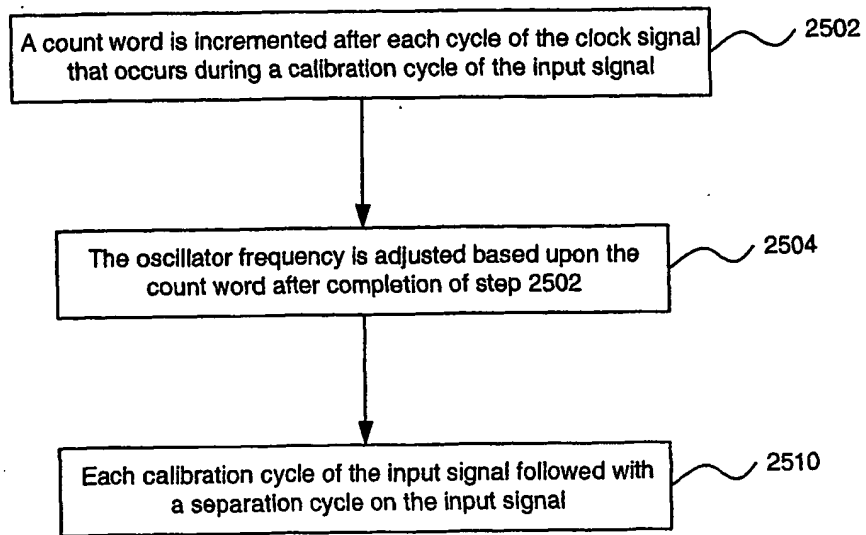 A count word is incremented after each cycle of the clock signal
that occurs during a calibration cycle of the input signal
2502
The oscillator frequency is adjusted based upon the
count word after completion of step 2502
2504
Each calibration cycle of the input signal followed with
a separation cycle on the input signal
2510